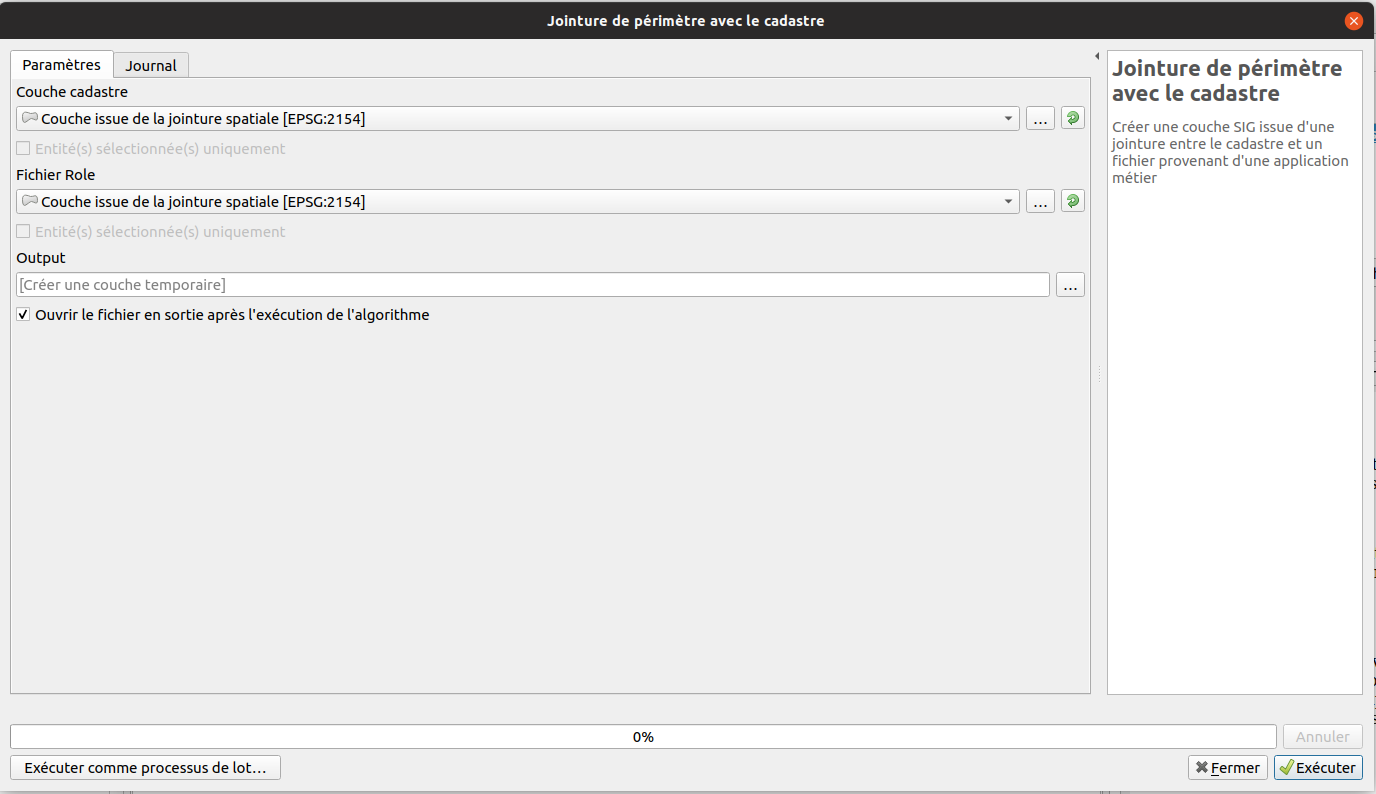 Jointure de périmètre avec le cadastre
Paramètres
Journal
Couche cadastre
Couche issue de la jointure spatiale [EPSG:2154]
...
Entité(s) sélectionnée(s) uniquement
Fichier Role
Couche issue de la jointure spatiale [EPSG:2154]
...
Entité(s) sélectionnée(s) uniquement
Output
[Créer une couche temporaire]
...
Ouvrir le fichier en sortie après l'exécution de l'algorithme
Jointure de périmètre
avec le cadastre
Créer une couche SIG issue d'une
jointure entre le cadastre et un
fichier provenant d'une application
métier
0%
Annuler
Exécuter comme processus de lot...
Fermer
Exécuter